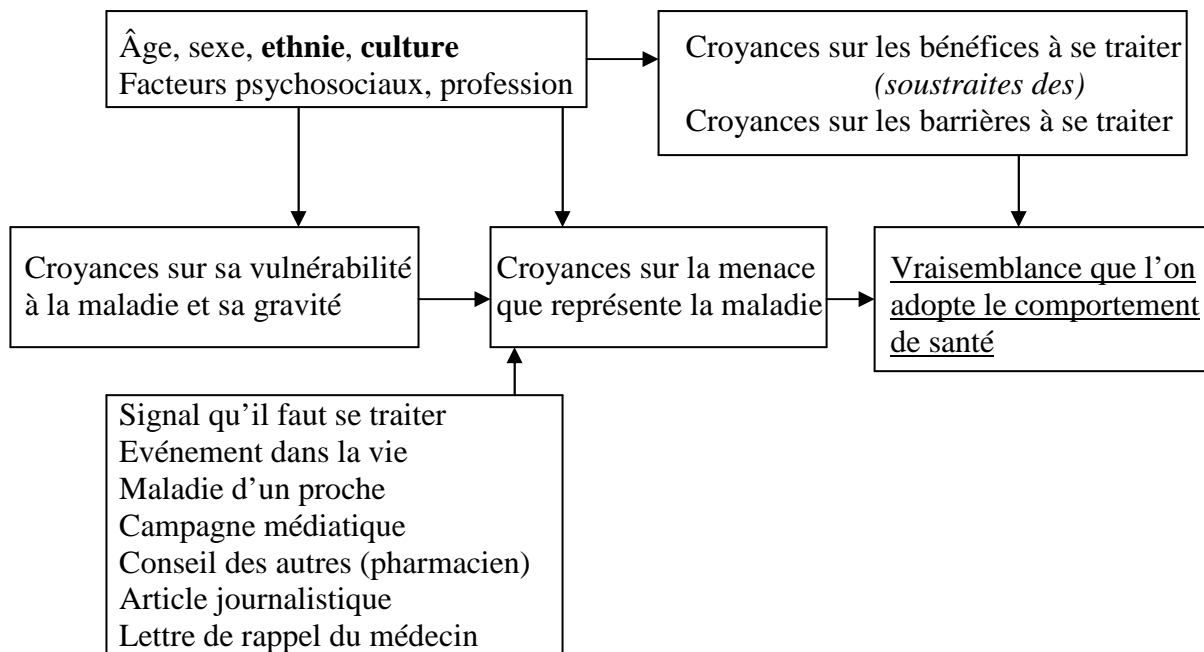 Âge, sexe, ethnie, culture
Facteurs psychosociaux, profession
Croyances sur les bénéfices à se traiter
(soustraites des)
Croyances sur les barrières à se traiter
Croyances sur sa vulnérabilité
à la maladie et sa gravité
Croyances sur la menace
que représente la maladie
Vraisemblance que l’on
adopte le comportement
de santé
Signal qu’il faut se traiter
Evénement dans la vie
Maladie d’un proche
Campagne médiatique
Conseil des autres (pharmacien)
Article journalistique
Lettre de rappel du médecin